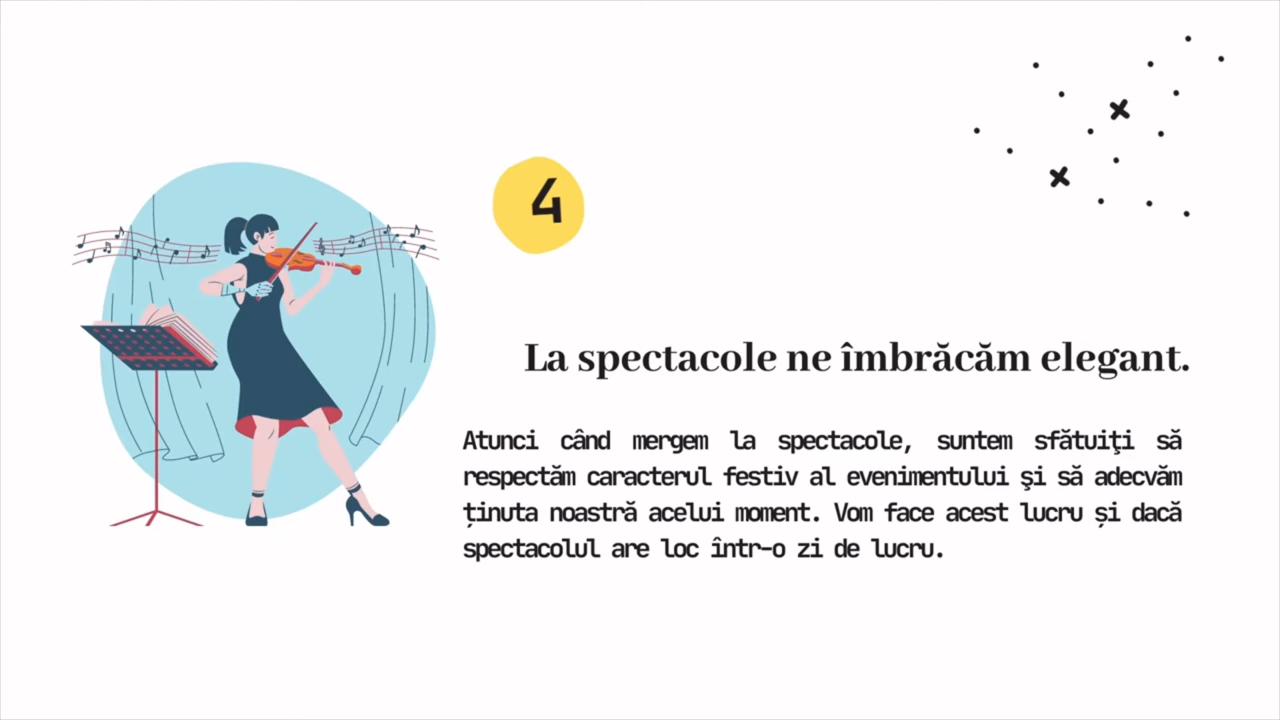 4
La spectacole ne îmbrăcăm elegant.
Atunci când mergem la spectacole, suntem sfătuiţi să
respectăm caracterul festiv al evenimentului şi să adecvăm
ținuta noastră acelui moment. Vom face acest lucru și dacă
spectacolul are loc într-o zi de lucru.